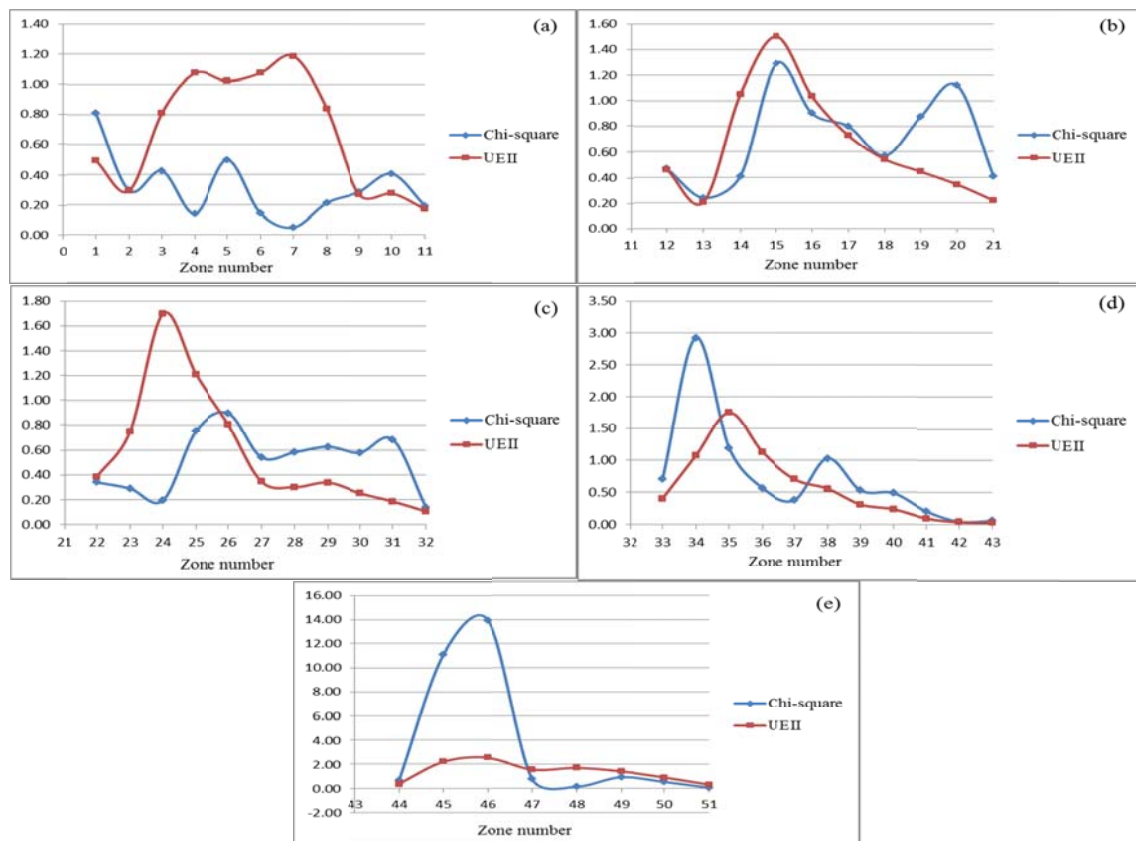 (a)
1.40
1.20
1.00
0.80
0.60
0.40
0.20
0.00
0 1 2 3 4 5 6 7 8 9 10 11
Zone number
Chi-square
UEII
(b)
1.60
1.40
1.20
1.00
0.80
0.60
0.40
0.20
0.00
11 12 13 14 15 16 17 18 19 20 21
Zone number
Chi-square
UEII
(c)
1.80
1.60
1.40
1.20
1.00
0.80
0.60
0.40
0.20
0.00
21 22 23 24 25 26 27 28 29 30 31 32
Zone number
Chi-square
UEII
(d)
3.50
3.00
2.50
2.00
1.50
1.00
0.50
0.00
32 33 34 35 36 37 38 39 40 41 42 43
Zone number
Chi-square
UEII
(e)
16.00
14.00
12.00
10.00
8.00
6.00
4.00
2.00
0.00
-2.00
43 44 45 46 47 48 49 50 51
Zone number
Chi-square
UEII